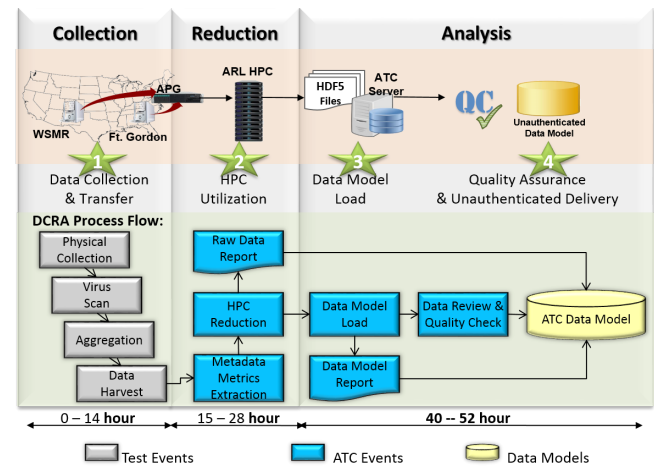 Collection
Reduction
Analysis
WSMR
APG
Ft. Gordon
ARL HPC
HDF5
Files
ATC
Server
QC
Unauthenticated
Data Model
1
2
3
4
Data Collection
& Transfer
HPC
Utilization
Data Model
Load
Quality Assurance
& Unauthenticated Delivery
DCRA Process Flow:
Physical
Collection
Virus
Scan
Aggregation
Data
Harvest
Raw Data
Report
HPC
Reduction
Metadata
Metrics
Extraction
Data Model
Load
Data Model
Report
Data Review &
Quality Check
ATC Data Model
0 – 14 hour
15 – 28 hour
40 -- 52 hour
Test Events
ATC Events
Data Models